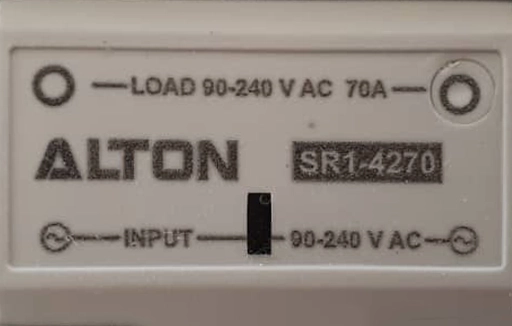 LOAD 90-240 V AC 70A
ALTON SR1-4270
INPUT 90-240 V AC